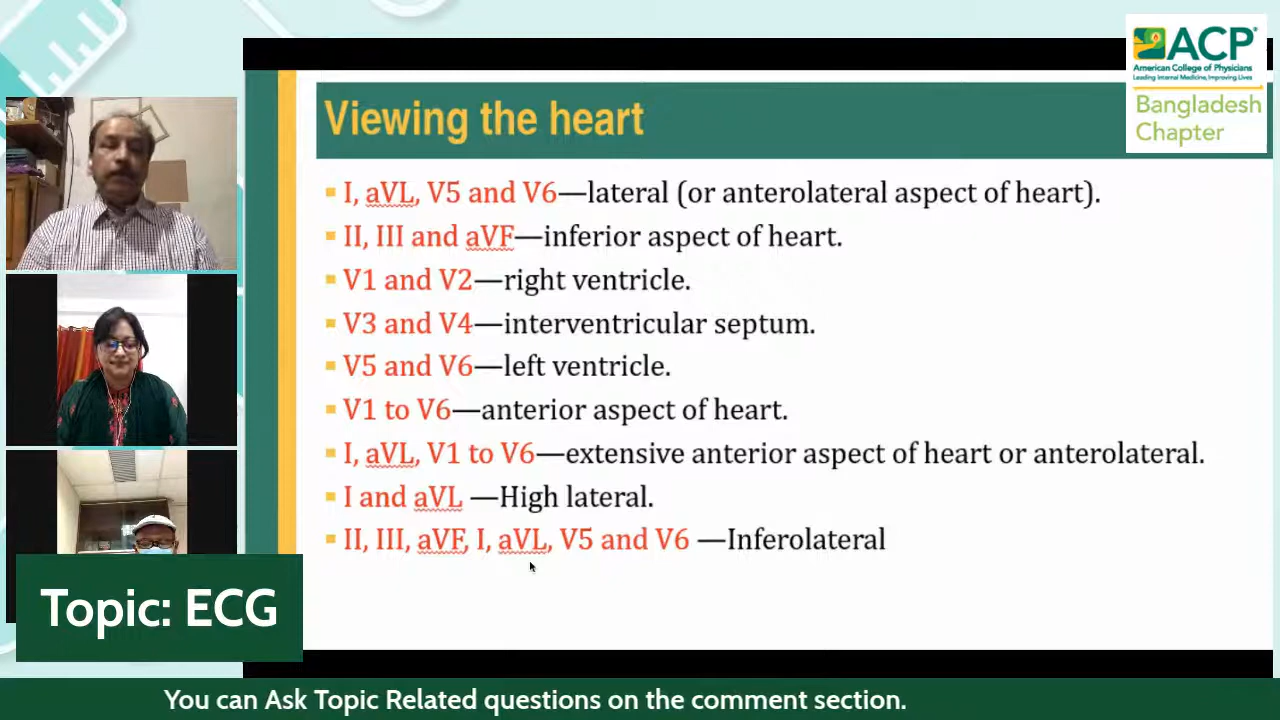 ACP
American College of Physicians
Leading Internal Medicine, Improving Lives
Bangladesh
Chapter
Viewing the heart
I, aVL, V5 and V6—lateral (or anterolateral aspect of heart).
II, III and aVF—inferior aspect of heart.
V1 and V2—right ventricle.
V3 and V4—interventricular septum.
V5 and V6—left ventricle.
V1 to V6—anterior aspect of heart.
I, aVL, V1 to V6—extensive anterior aspect of heart or anterolateral.
I and aVL —High lateral.
II, III, aVF, I, aVL, V5 and V6 —Inferolateral
Topic: ECG
You can Ask Topic Related questions on the comment section.